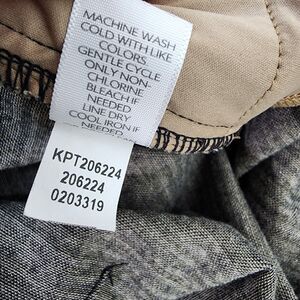 MACHINE WASH
COLD WITH LIKE
COLORS.
GENTLE CYCLE
ONLY NON-
CHLORINE
BLEACH IF
NEEDED
LINE DRY
COOL IRON IF
NEEDED
KPT206224
206224
0203319